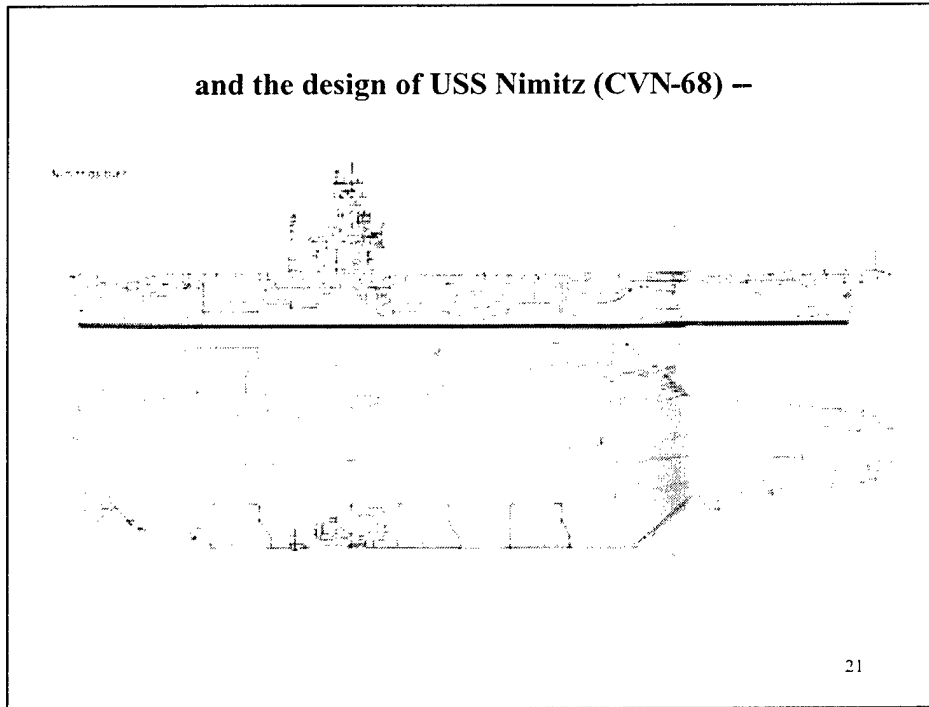 and the design of USS Nimitz (CVN-68) –
21